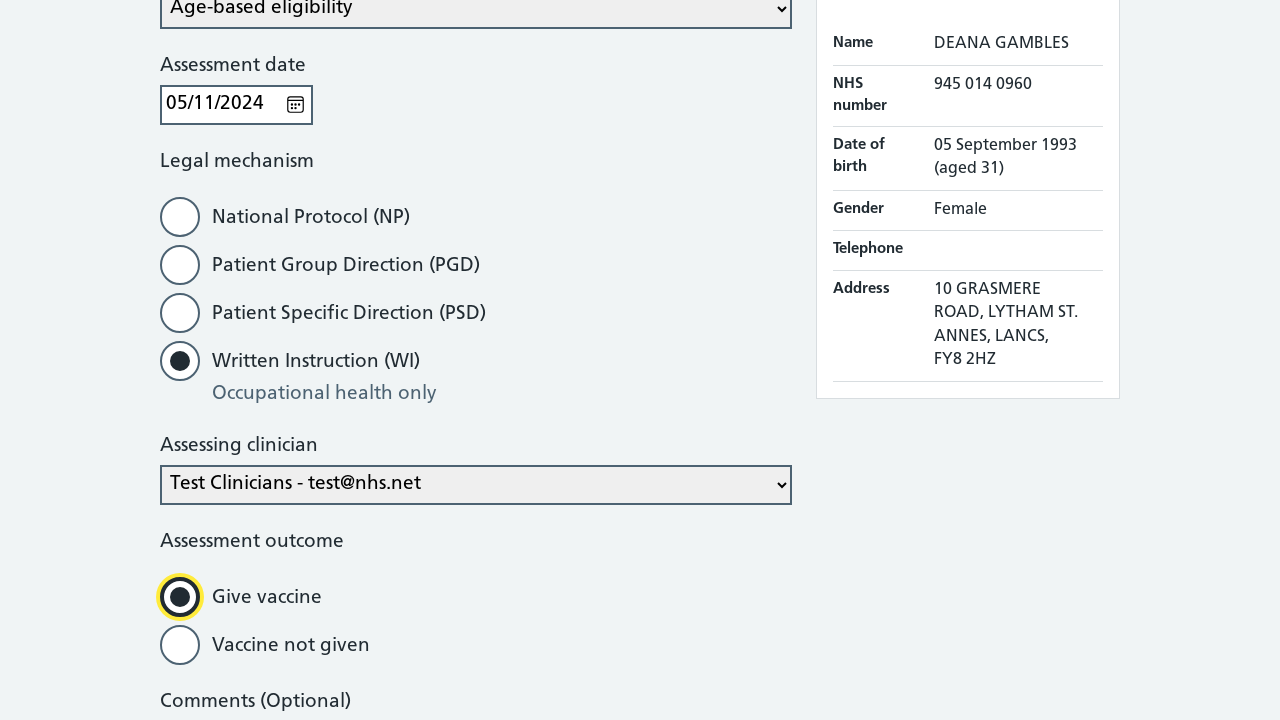 Age-based eligibility
Assessment date
05/11/2024
Legal mechanism
National Protocol (NP)
Patient Group Direction (PGD)
Patient Specific Direction (PSD)
Written Instruction (WI)
Occupational health only
Assessing clinician
Test Clinicians - test@nhs.net
Assessment outcome
Give vaccine
Vaccine not given
Comments (Optional)
Name DEANA GAMBLES
NHS number 945 014 0960
Date of birth 05 September 1993
(aged 31)
Gender Female
Telephone
Address 10 GRASMERE
ROAD, LYTHAM ST.
ANNES, LANCS,
FY8 2HZ